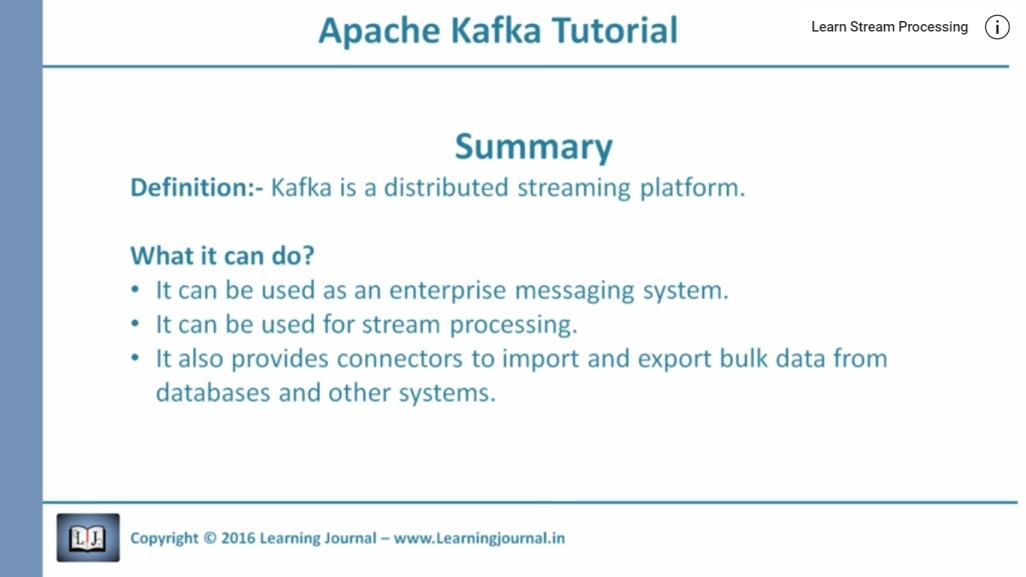 Apache Kafka Tutorial
Learn Stream Processing
Summary
Definition:- Kafka is a distributed streaming platform.
What it can do?
• It can be used as an enterprise messaging system.
• It can be used for stream processing.
• It also provides connectors to import and export bulk data from
databases and other systems.
L J
Copyright © 2016 Learning Journal – www.Learningjournal.in